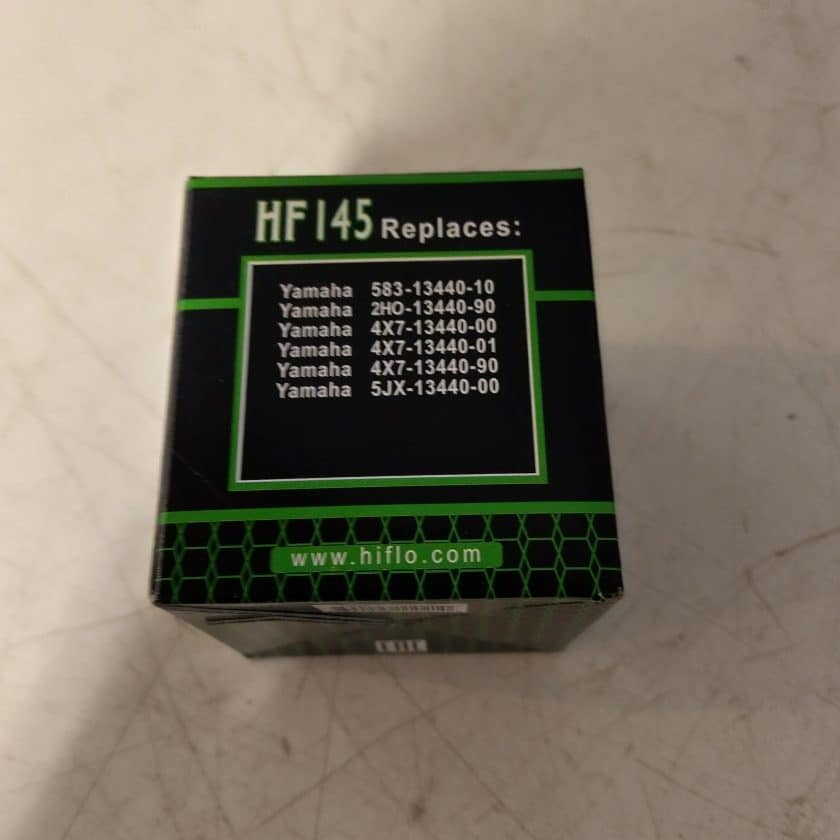 HF145 Replaces:
Yamaha 583-13440-10
Yamaha 2HO-13440-90
Yamaha 4X7-13440-00
Yamaha 4X7-13440-01
Yamaha 4X7-13440-90
Yamaha 5JX-13440-00
www.hiflo.com